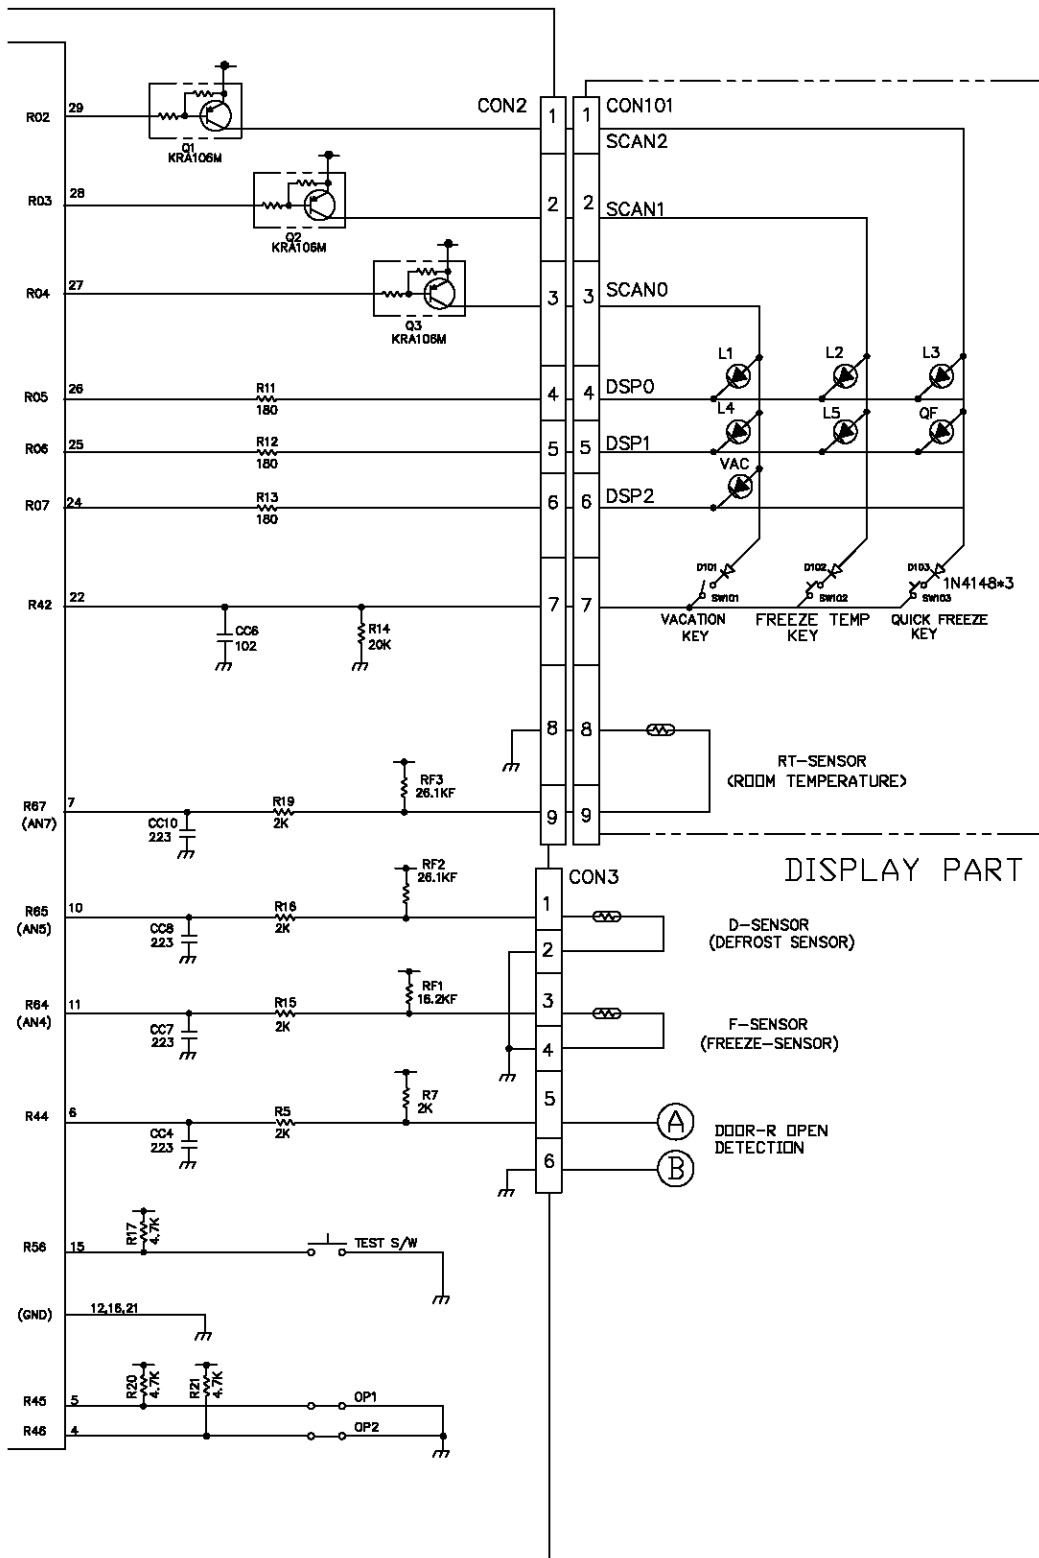 R02
29
Q1
KRA106M
CON2
1
1
CON101
SCAN2
R03
28
Q2
KRA106M
2
2
SCAN1
R04
27
Q3
KRA106M
3
3
SCAN0
L1
L2
L3
R05
26
R11
180
4
4
DSP0
L4
L5
QF
R06
25
R12
180
5
5
DSP1
VAC
R07
24
R13
180
6
6
DSP2
D101
D102
D103
1N4148*3
SW101
SW102
SW103
R42
22
7
7
VACATION
KEY
FREEZE TEMP
KEY
QUICK FREEZE
KEY
CC6
102
R14
20K
8
8
RT-SENSOR
(ROOM TEMPERATURE)
RF3
26.1KF
R67
(AN7)
7
CC10
223
R19
2K
9
9
DISPLAY PART
RF2
26.1KF
CON3
R65
(AN5)
10
CC8
223
R16
2K
1
2
D-SENSOR
(DEFROST SENSOR)
RF1
16.2KF
R64
(AN4)
11
CC7
223
R15
2K
3
4
F-SENSOR
(FREEZE-SENSOR)
R7
2K
R44
6
CC4
223
R5
2K
5
6
A
B
DOOR-R OPEN
DETECTION
R56
15
R17
4.7K
TEST S/W
(GND)
12,16,21
R20
4.7K
R21
4.7K
R45
5
OP1
R46
4
OP2